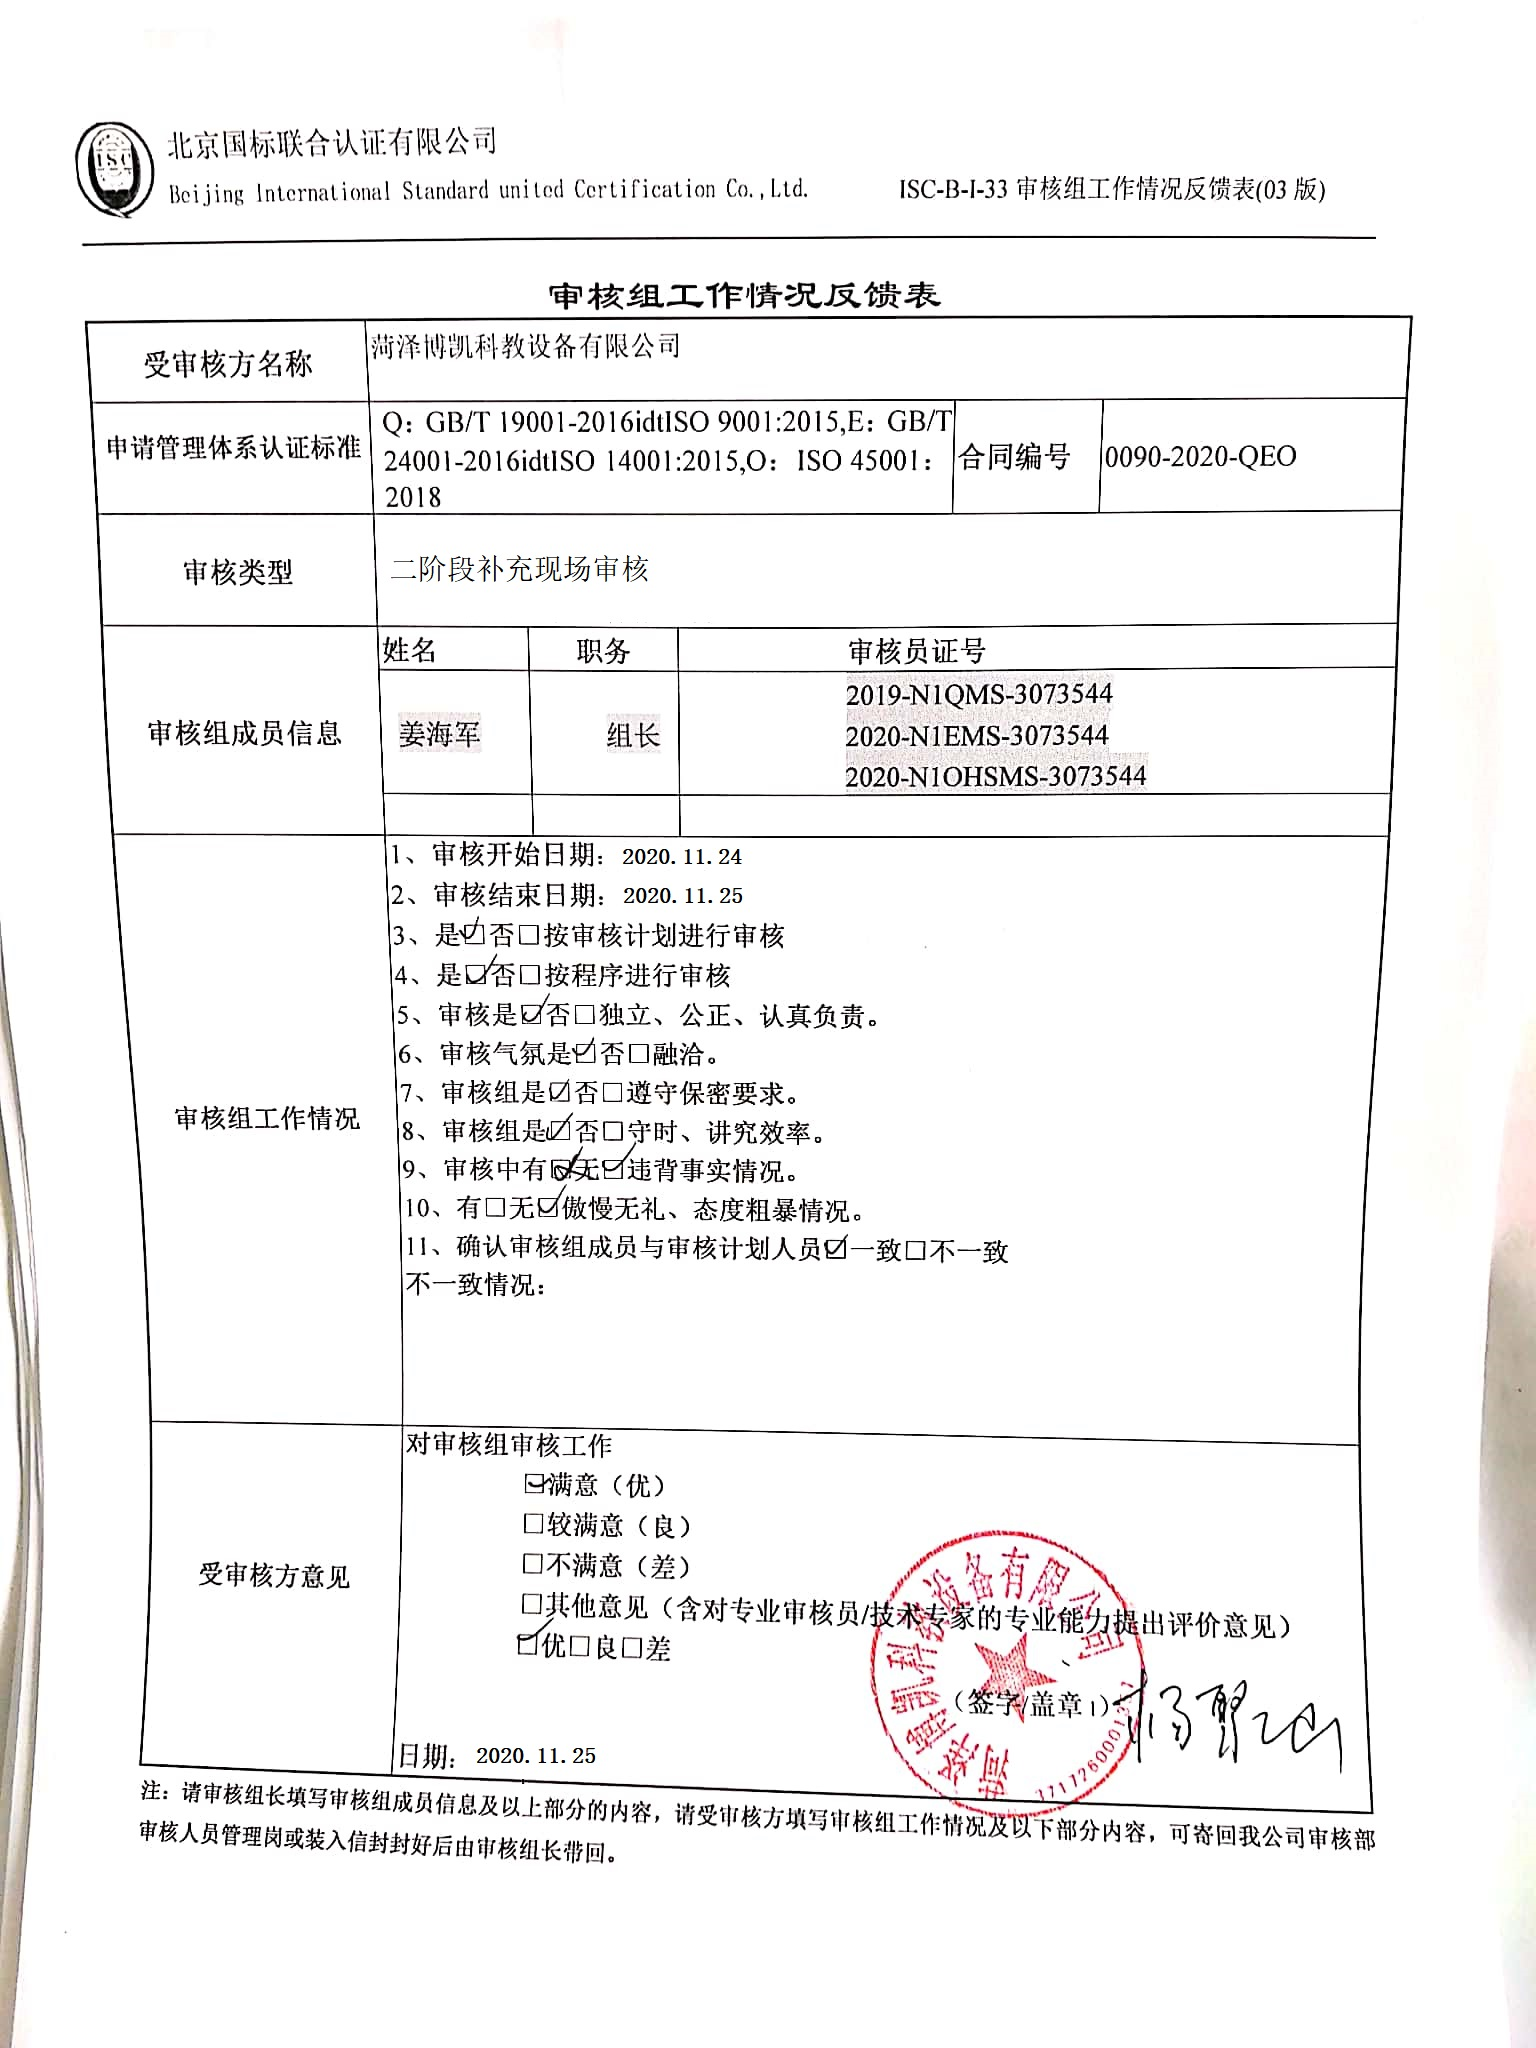 ISC
北京国标联合认证有限公司
Beijing International Standard united Certification Co.,Ltd.
ISC-B-I-33 审核组工作情况反馈表(03 版)
审核组工作情况反馈表
受审核方名称
菏泽博凯科教设备有限公司
申请管理体系认证标准
Q：GB/T 19001-2016idtISO 9001:2015,E：GB/T
24001-2016idtISO 14001:2015,O：ISO 45001：
2018
合同编号
0090-2020-QEO
审核类型
二阶段补充现场审核
审核组成员信息
姓名 职务 审核员证号
姜海军 组长
2019-N1QMS-3073544
2020-N1EMS-3073544
2020-N1OHSMS-3073544
审核组工作情况
1、审核开始日期：2020.11.24
2、审核结束日期：2020.11.25
3、是☑否□按审核计划进行审核
4、是☑否□按程序进行审核
5、审核是☑否□独立、公正、认真负责。
6、审核气氛是☑否□融洽。
7、审核组是☑否□遵守保密要求。
8、审核组是☑否□守时、讲究效率。
9、审核中有☒无☑违背事实情况。
10、有□无☑傲慢无礼、态度粗暴情况。
11、确认审核组成员与审核计划人员☑一致□不一致
不一致情况：
受审核方意见
对审核组审核工作
☑满意（优）
□较满意（良）
□不满意（差）
□其他意见（含对专业审核员/技术专家的专业能力提出评价意见）
☑优□良□差
（签字/盖章）
菏泽博凯科教设备有限公司
日期：2020.11.25
注：请审核组长填写审核组成员信息及以上部分的内容，请受审核方填写审核组工作情况及以下部分内容，可寄回我公司审核部
审核人员管理岗或装入信封封好后由审核组长带回。